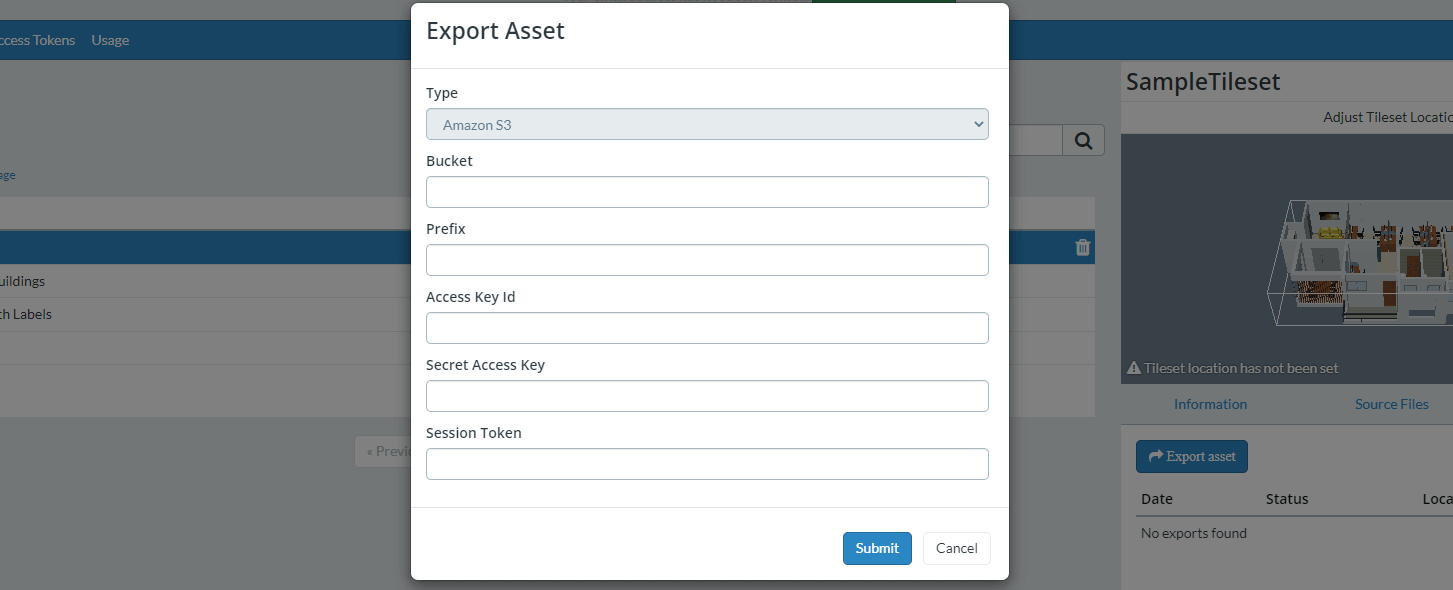 Export Asset
ccess Tokens Usage
Type
SampleTileset
Amazon S3
Adjust Tileset Locatio
Bucket
age
Prefix
uildings
Access Key Id
th Labels
Secret Access Key
Tileset location has not been set
Information Source Files
Session Token
« Previo
Export asset
Date Status Loca
No exports found
Submit Cancel